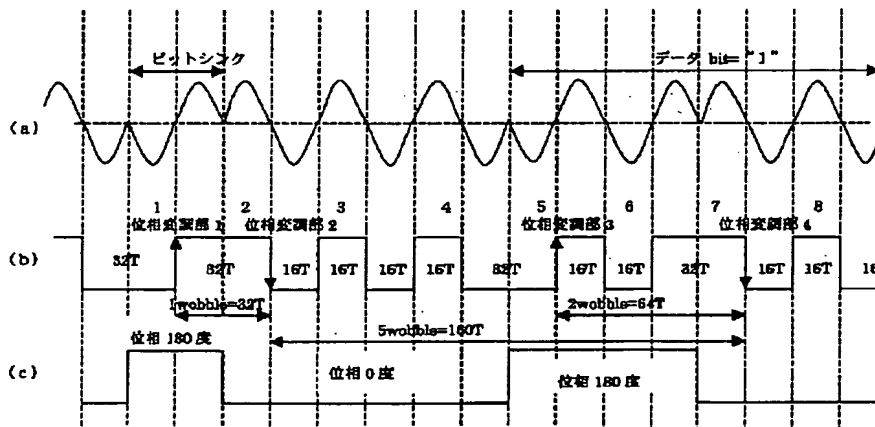 ビットシンク
データ bit= "1"
(a)
1 2 3 4 5 6 7 8
位相変調部 1 位相変調部 2 位相変調部 3 位相変調部 4
(b)
32T 32T 16T 16T 16T 16T 32T 16T 16T 32T 16T 16T 16
1wobble=32T
2wobble=64T
5wobble=160T
位相 180 度
(c)
位相 0 度
位相 180 度